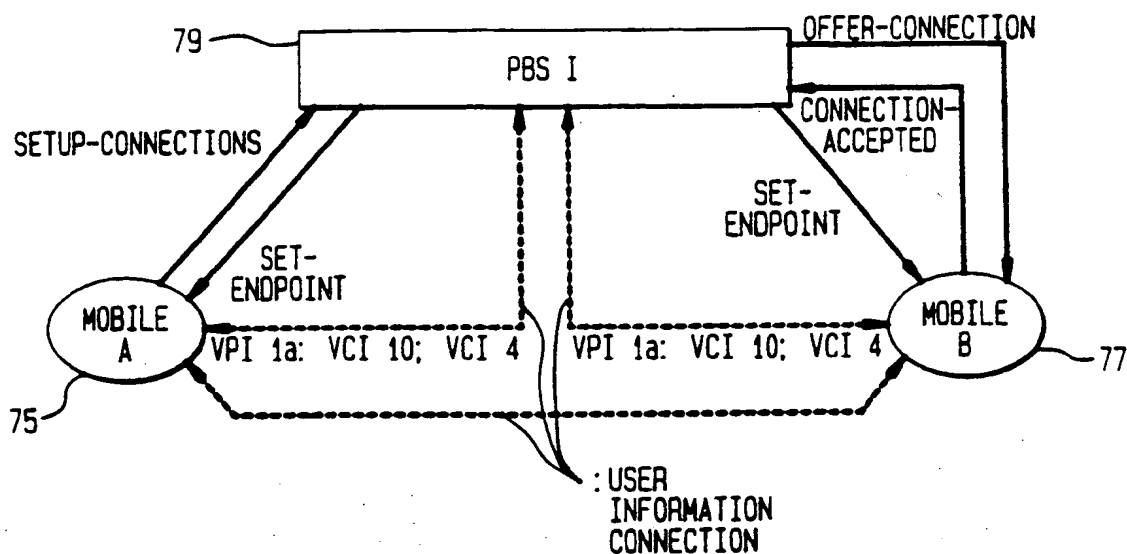 79
PBS I
OFFER-CONNECTION
SETUP-CONNECTIONS
CONNECTION-
ACCEPTED
SET-
ENDPOINT
SET-
ENDPOINT
MOBILE
A
VPI 1a: VCI 10; VCI 4
VPI 1a: VCI 10; VCI 4
MOBILE
B
75
77
: USER
INFORMATION
CONNECTION